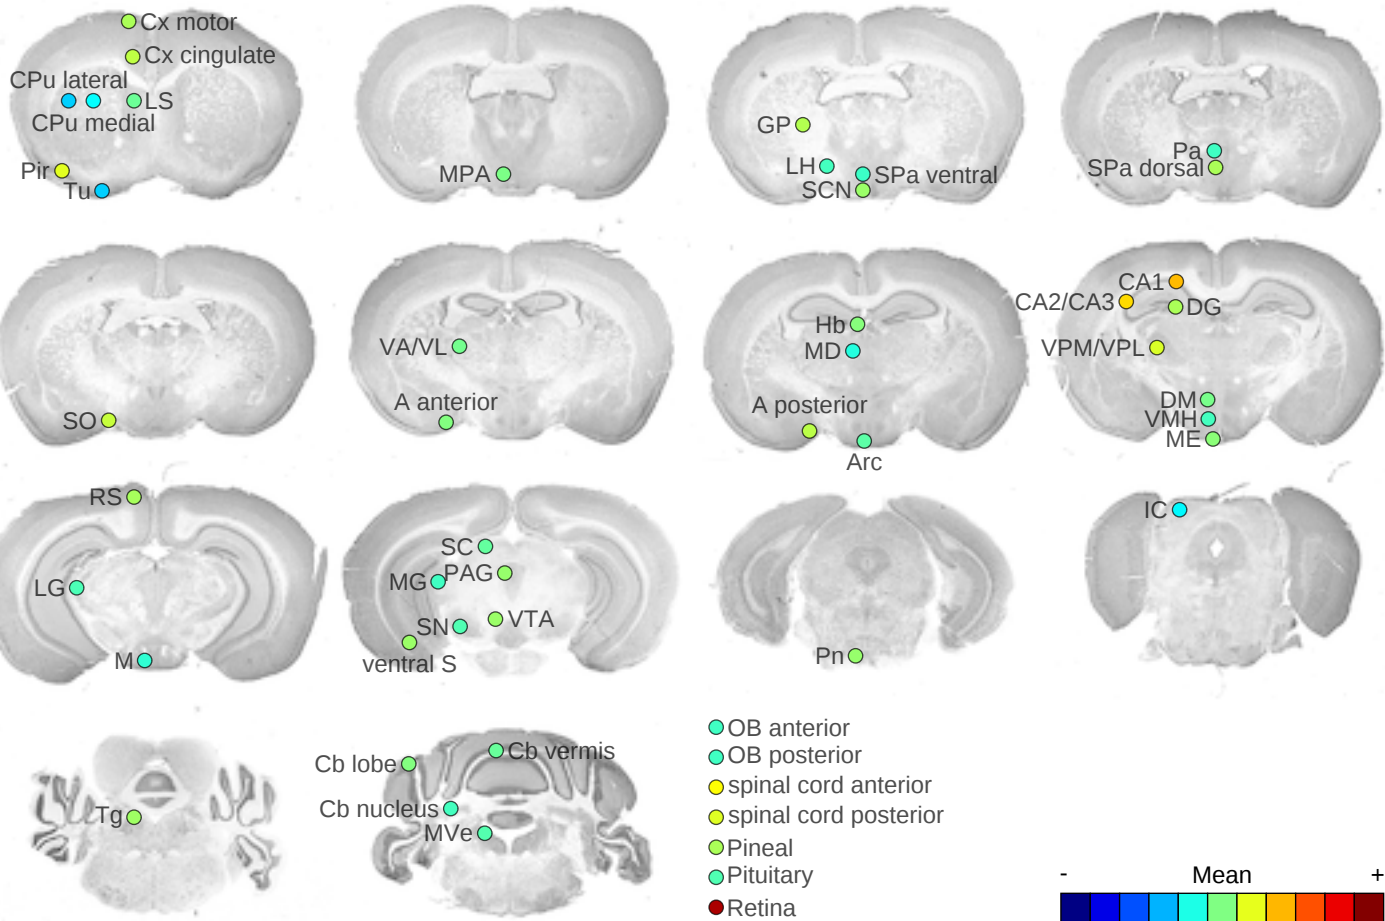 Cx motor
Cx cingulate
CPu lateral
LS
CPu medial
Pir
Tu
MPA
GP
LH
SPa ventral
SCN
Pa
SPa dorsal
SO
VA/VL
A anterior
Hb
MD
A posterior
Arc
CA1
CA2/CA3
DG
VPM/VPL
DM
VMH
ME
RS
LG
M
SC
MG
PAG
SN
VTA
ventral S
Pn
IC
Tg
Cb lobe
Cb vermis
Cb nucleus
MVe
OB anterior
OB posterior
spinal cord anterior
spinal cord posterior
Pineal
Pituitary
Retina
- Mean +